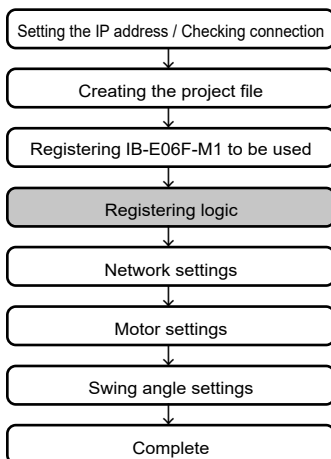 Setting the IP address / Checking connection
Creating the project file
Registering IB-E06F-M1 to be used
Registering logic
Network settings
Motor settings
Swing angle settings
Complete